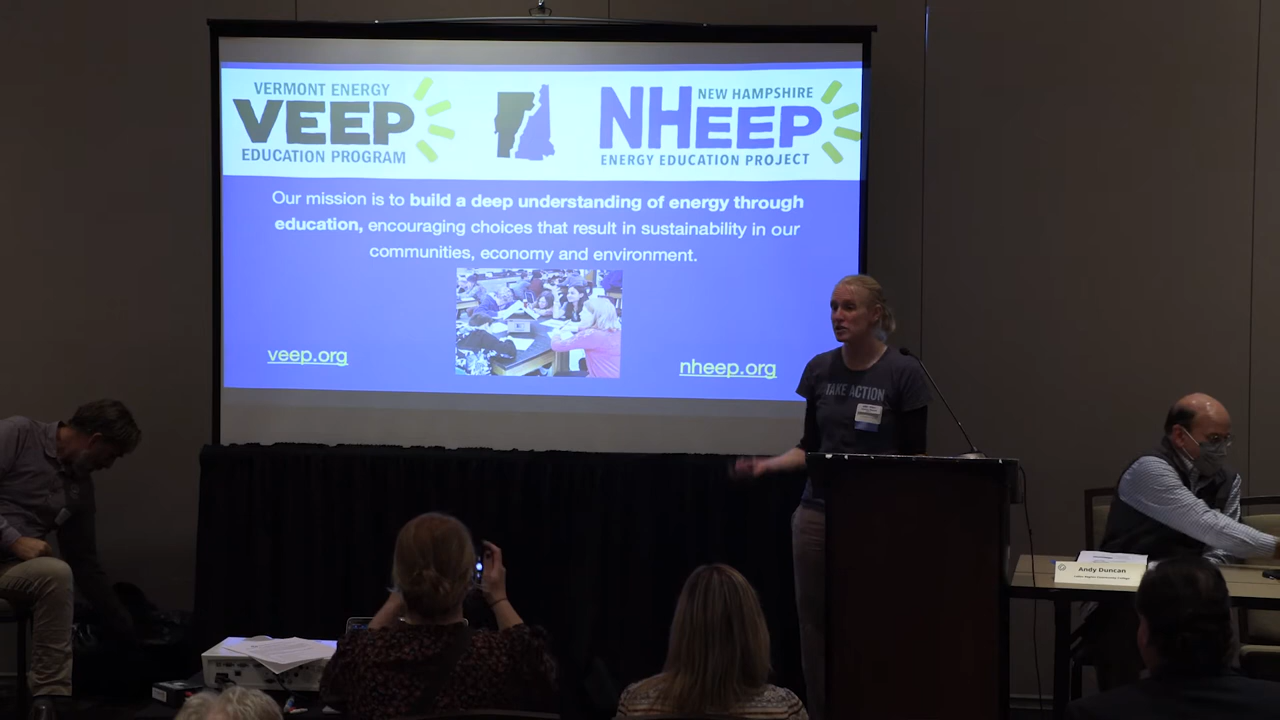 VERMONT ENERGY
VEEP
EDUCATION PROGRAM
NEW HAMPSHIRE
NHEEP
ENERGY EDUCATION PROJECT
Our mission is to build a deep understanding of energy through
education, encouraging choices that result in sustainability in our
communities, economy and environment.
veep.org
nheep.org
TAKE ACTION
Andy Duncan